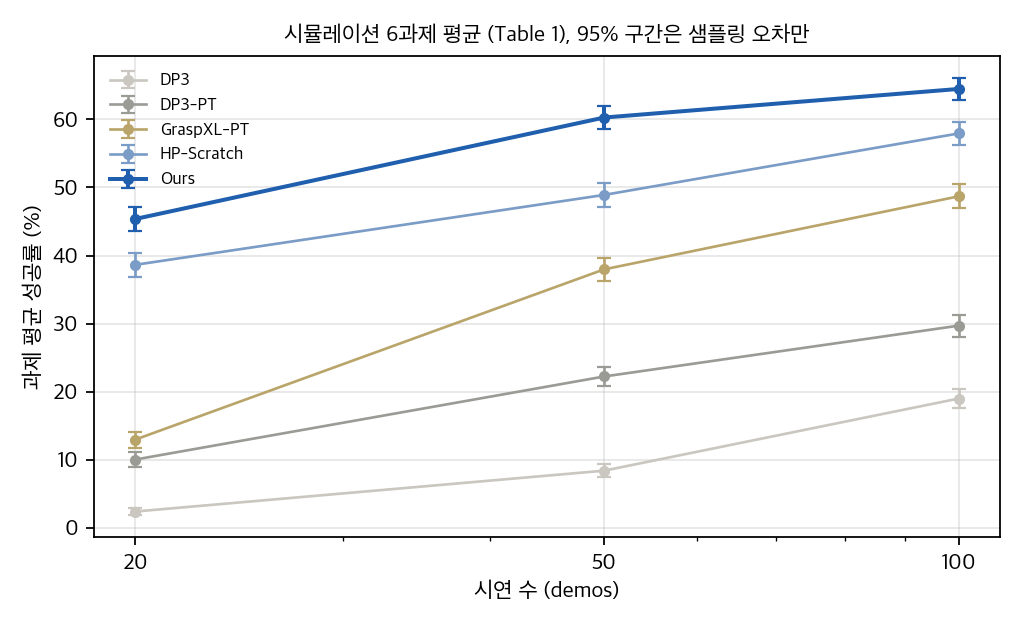 시뮬레이션 6과제 평균 (Table 1), 95% 구간은 샘플링 오차만
DP3
DP3-PT
GraspXL-PT
HP-Scratch
Ours
과제 평균 성공률 (%)
60
50
40
30
20
10
0
20
50
100
시연 수 (demos)